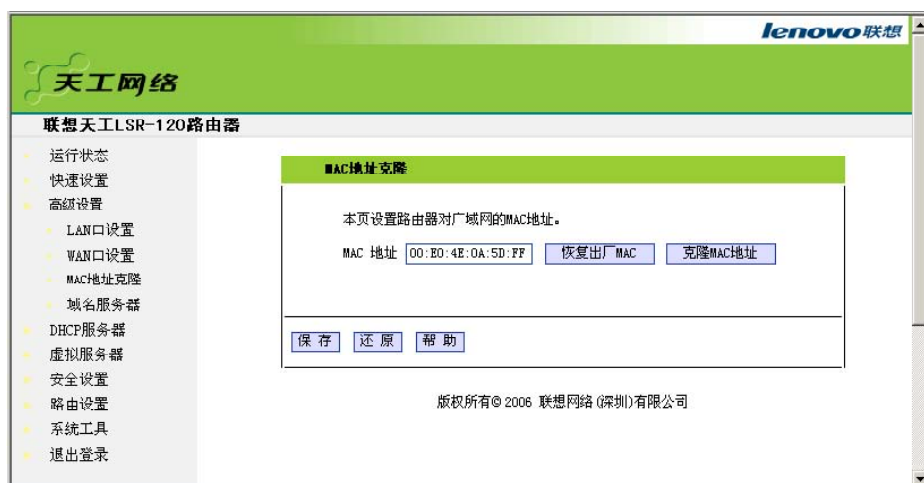 lenovo联想
天工网络
联想天工LSR-120路由器
运行状态
快速设置
高级设置
LAN口设置
WAN口设置
MAC地址克隆
域名服务器
DHCP服务器
虚拟服务器
安全设置
路由设置
系统工具
退出登录
MAC地址克隆
本页设置路由器对广域网的MAC地址。
MAC 地址 00:E0:4E:0A:5D:FF 恢复出厂MAC 克隆MAC地址
保存 还原 帮助
版权所有© 2006 联想网络(深圳)有限公司